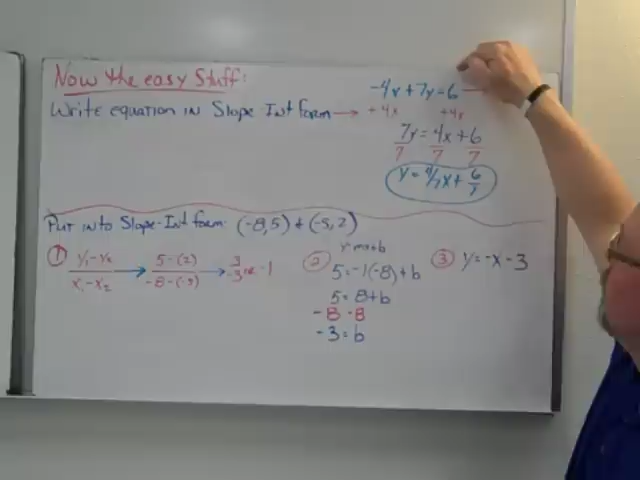 Now the easy Stuff:
Write equation in Slope Int form →
-4x + 7y = 6
+4x +4x
7y = 4x + 6
7 7 7
y = 4/7x + 6/7
Put into Slope-Int form: (-8,5) + (-5,2)
① y₁-y₂ / x₁-x₂ → 5-(2) / -8-(-5) → 3/-3 or -1
② y=mx+b
5 = -1(-8) + b
5 = 8 + b
-8 -8
-3 = b
③ y = -x - 3